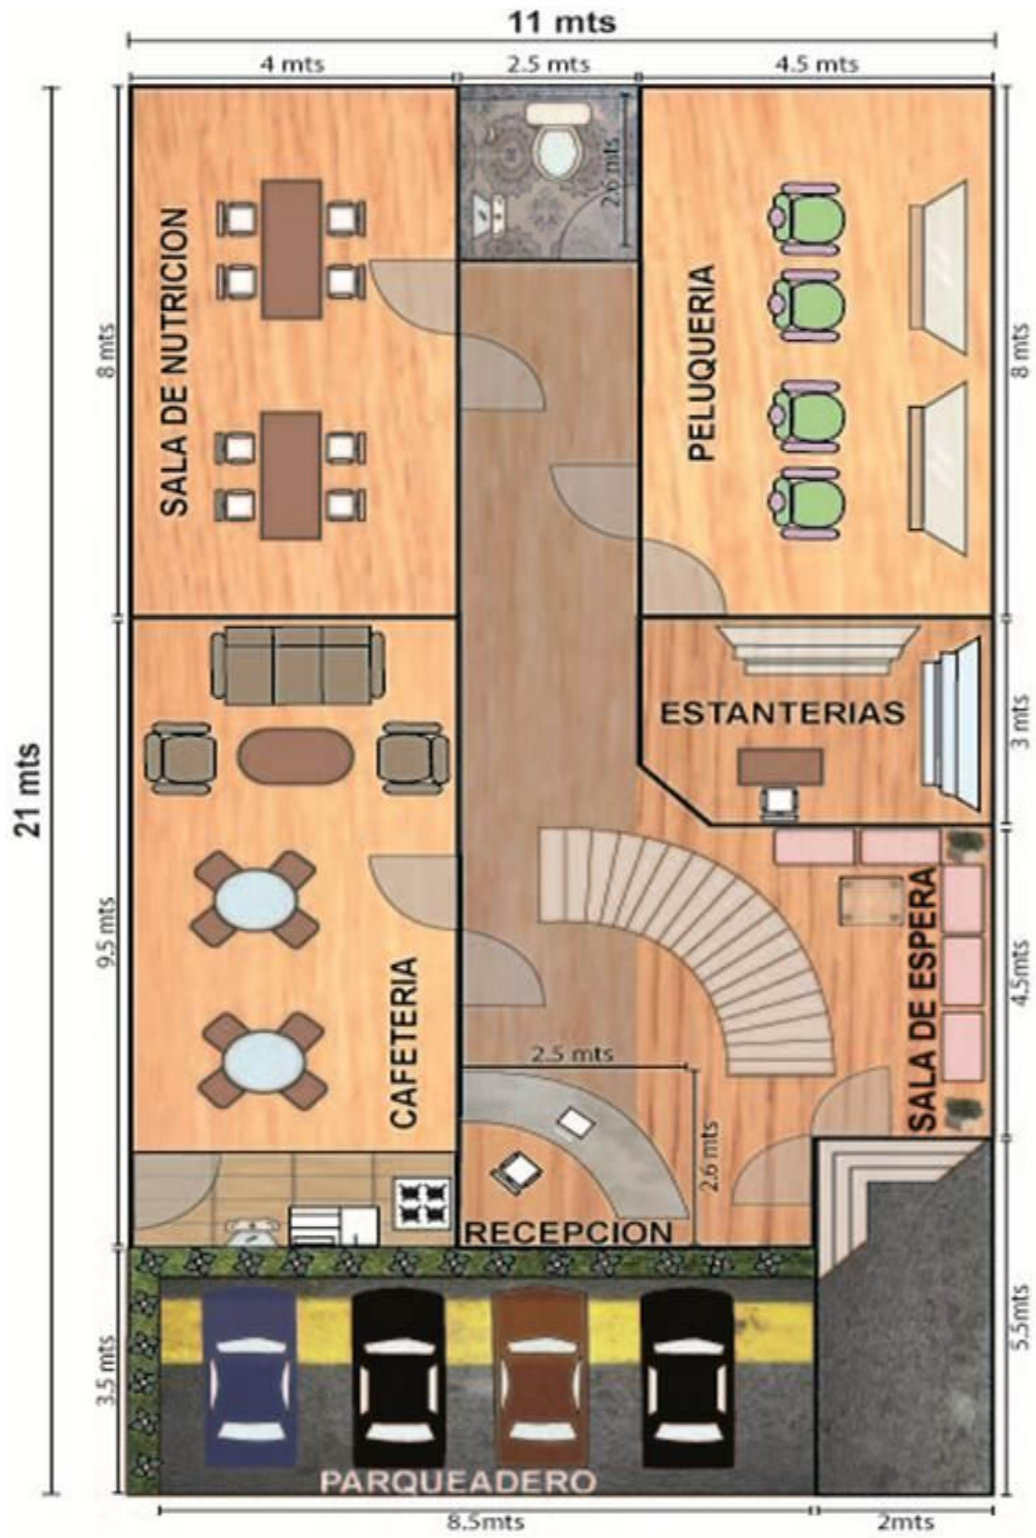 11 mts
4 mts
2.5 mts
4.5 mts
2.6 mts
SALA DE NUTRICION
PELUQUERIA
8 mts
8 mts
21 mts
ESTANTERIAS
3 mts
9.5 mts
CAFETERIA
SALA DE ESPERA
4.5mts
2.5 mts
2.6 mts
RECEPCION
3.5 mts
5.5mts
PARQUEADERO
8.5mts
2mts